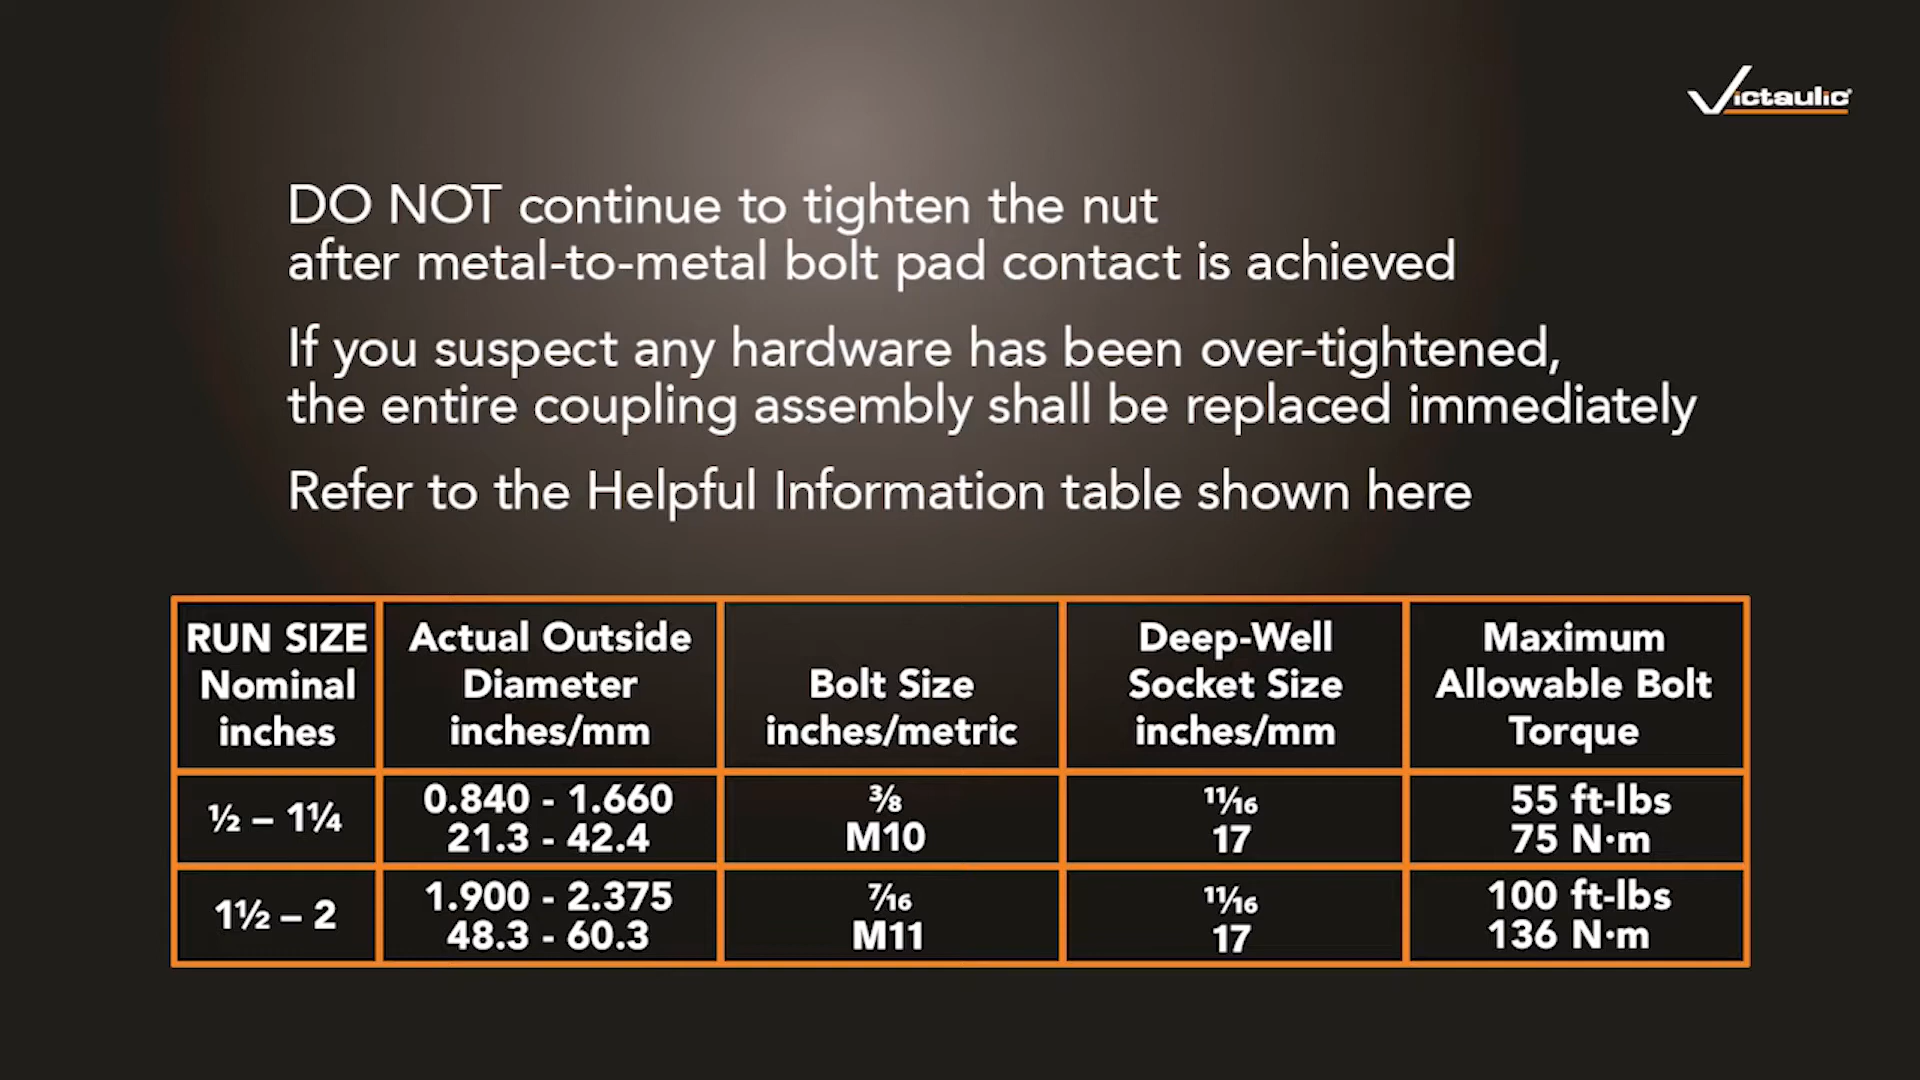 Victaulic®
DO NOT continue to tighten the nut
after metal-to-metal bolt pad contact is achieved
If you suspect any hardware has been over-tightened,
the entire coupling assembly shall be replaced immediately
Refer to the Helpful Information table shown here
RUN SIZE
Nominal
inches
Actual Outside
Diameter
inches/mm
Bolt Size
inches/metric
Deep-Well
Socket Size
inches/mm
Maximum
Allowable Bolt
Torque
½ – 1¼
0.840 - 1.660
21.3 - 42.4
⅜
M10
¹¹⁄₁₆
17
55 ft-lbs
75 N·m
1½ – 2
1.900 - 2.375
48.3 - 60.3
⁷⁄₁₆
M11
¹¹⁄₁₆
17
100 ft-lbs
136 N·m